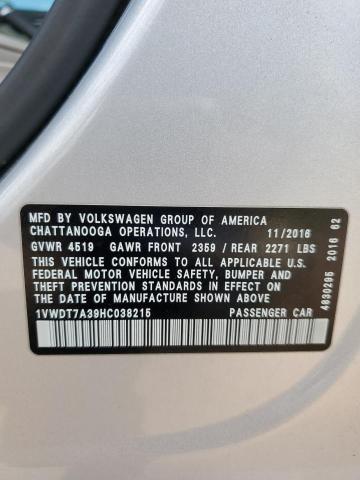 MFD BY VOLKSWAGEN GROUP OF AMERICA
CHATTANOOGA OPERATIONS, LLC. 11/2016
GVWR 4519 GAWR FRONT 2359 / REAR 2271 LBS
THIS VEHICLE CONFORMS TO ALL APPLICABLE U.S.
FEDERAL MOTOR VEHICLE SAFETY, BUMPER AND
THEFT PREVENTION STANDARDS IN EFFECT ON THE
DATE OF MANUFACTURE SHOWN ABOVE.
1VWDT7A39HC038215 PASSENGER CAR
4830295 2016 62